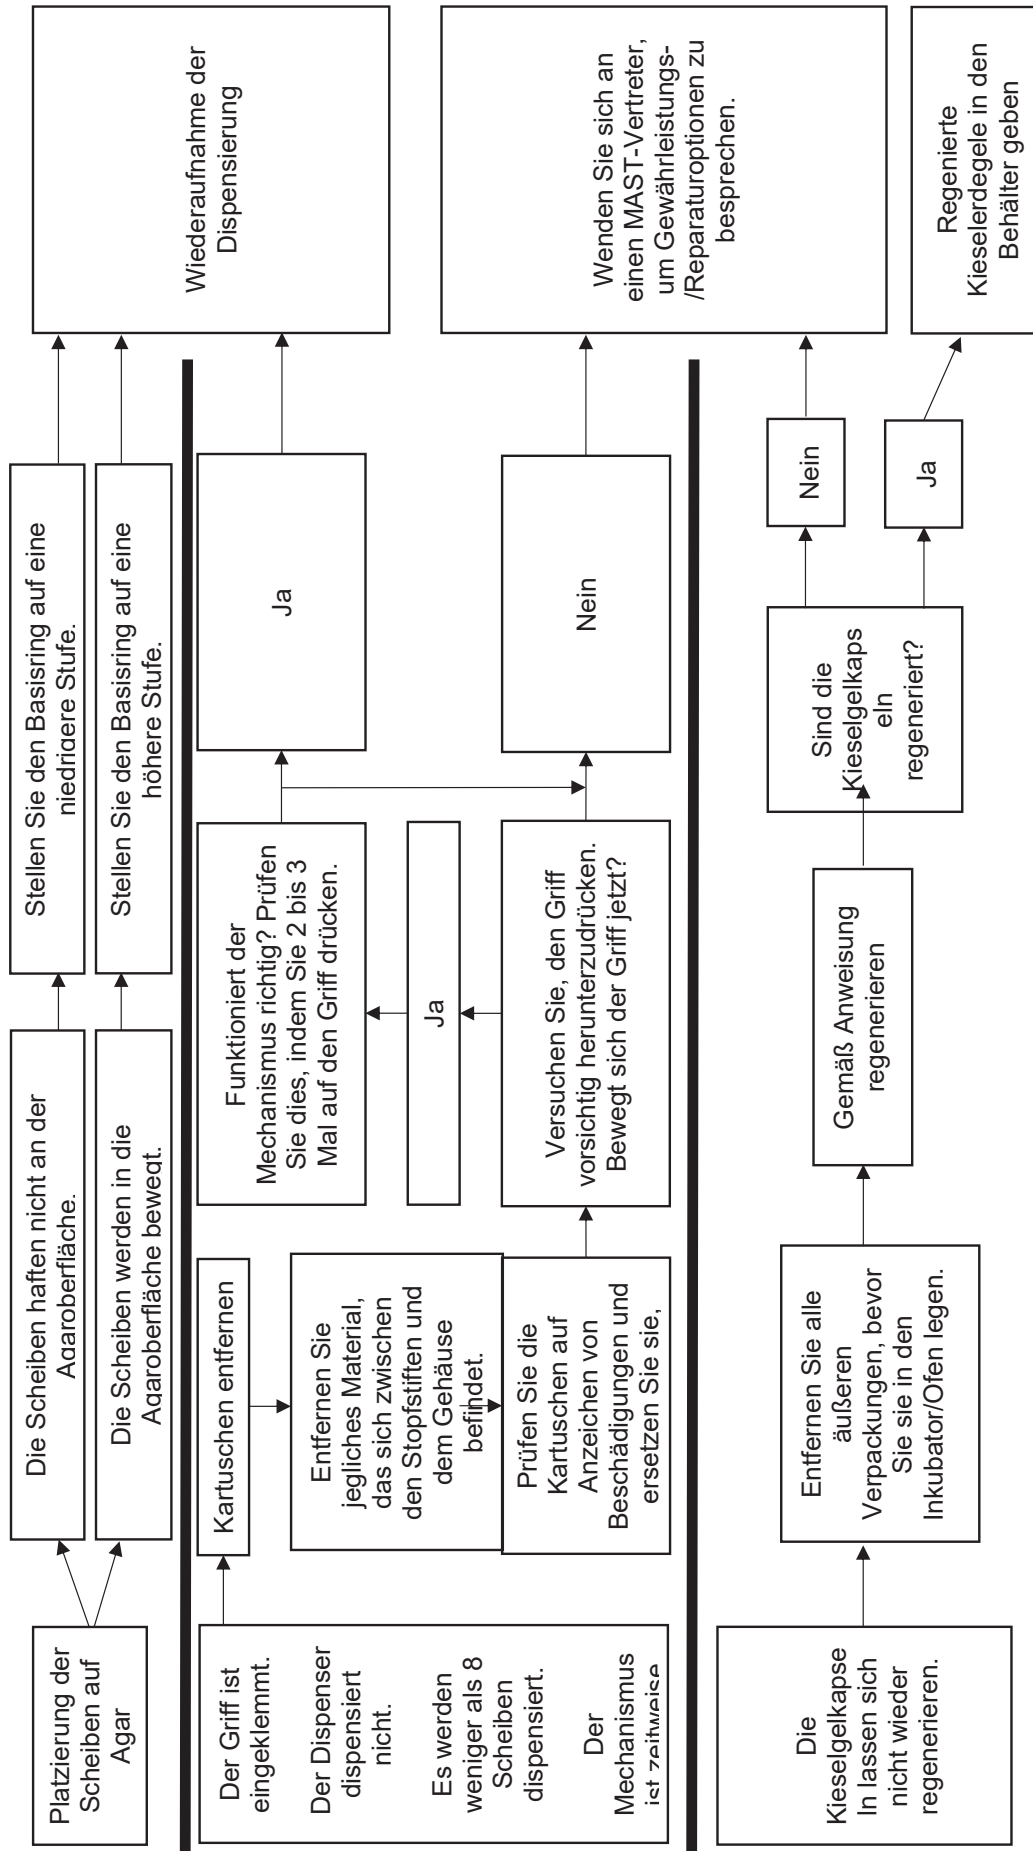 Platzierung der
Scheiben auf
Agar
Die Scheiben haften nicht an der
Agaroberfläche.
Stellen Sie den Basisring auf eine
niedrigere Stufe.
Die Scheiben werden in die
Agaroberfläche bewegt.
Stellen Sie den Basisring auf eine
höhere Stufe.
Wiederaufnahme der
Dispensierung
Der Griff ist
eingeklemmt.
Der Dispenser
dispensiert
nicht.
Es werden
weniger als 8
Scheiben
dispensiert.
Der
Mechanismus
ist zeitweise
Kartuschen entfernen
Entfernen Sie
jegliches Material,
das sich zwischen
den Stopfstiften und
dem Gehäuse
befindet.
Prüfen Sie die
Kartuschen auf
Anzeichen von
Beschädigungen und
ersetzen Sie sie,
Versuchen Sie, den Griff
vorsichtig herunterzudrücken.
Bewegt sich der Griff jetzt?
Ja
Funktioniert der
Mechanismus richtig? Prüfen
Sie dies, indem Sie 2 bis 3
Mal auf den Griff drücken.
Ja
Nein
Wenden Sie sich an
einen MAST-Vertreter,
um Gewährleistungs-
/Reparaturoptionen zu
besprechen.
Die
Kieselgelkapse
ln lassen sich
nicht wieder
regenerieren.
Entfernen Sie alle
äußeren
Verpackungen, bevor
Sie sie in den
Inkubator/Ofen legen.
Gemäß Anweisung
regenerieren
Sind die
Kieselgelkaps
eln
regeneriert?
Nein
Ja
Regenierte
Kieselerdegele in den
Behälter geben